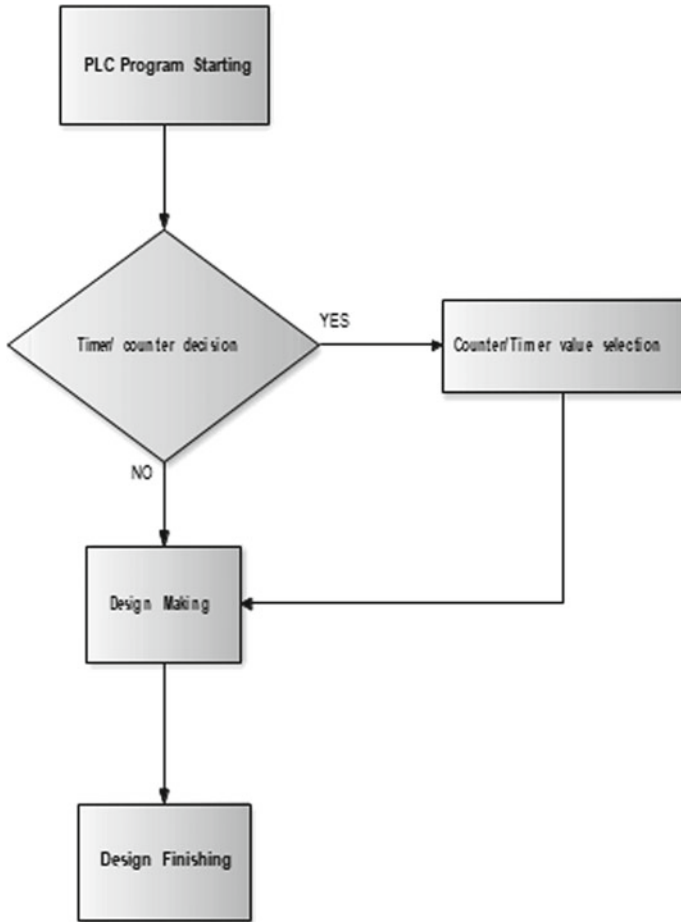 PLC Program Starting
Timer/ counter decision
YES
Counter/Timer value selection
NO
Design Making
Design Finishing